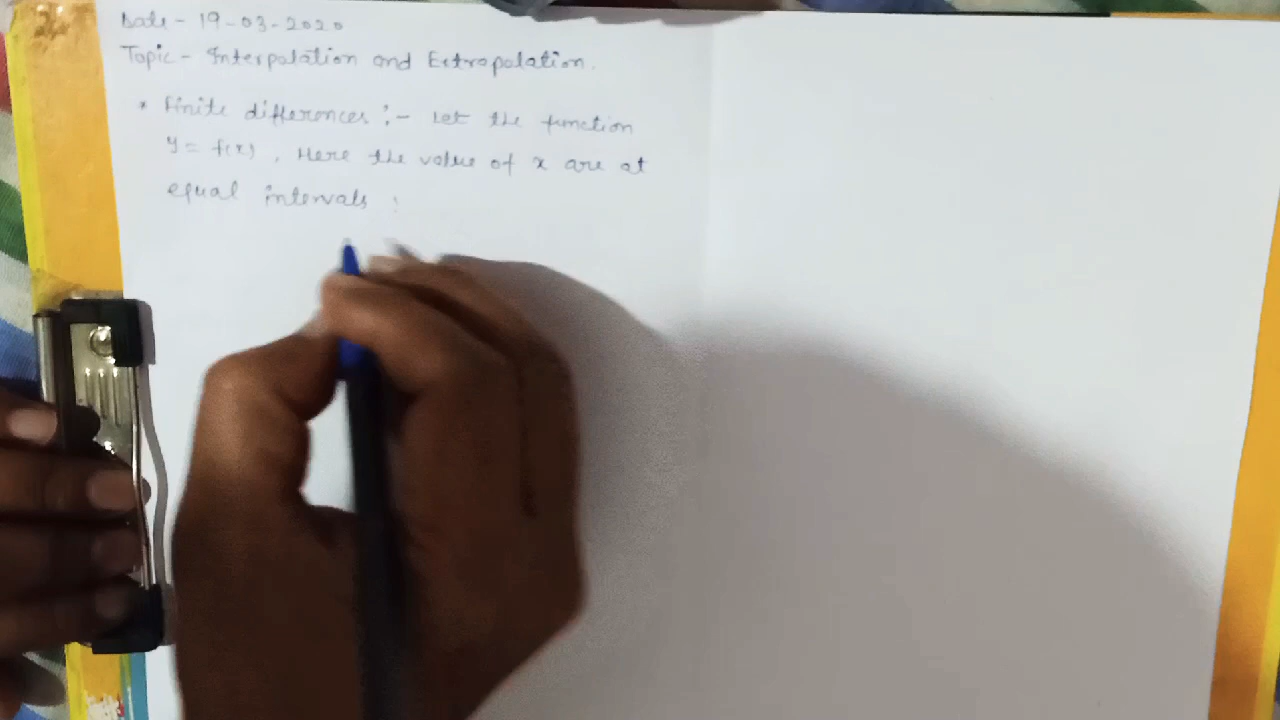 Date - 19-03-2020
Topic - Interpolation and Extrapolation.
* Finite differences :- Let the function
y = f(x) , Here the value of x are at
equal intervals :